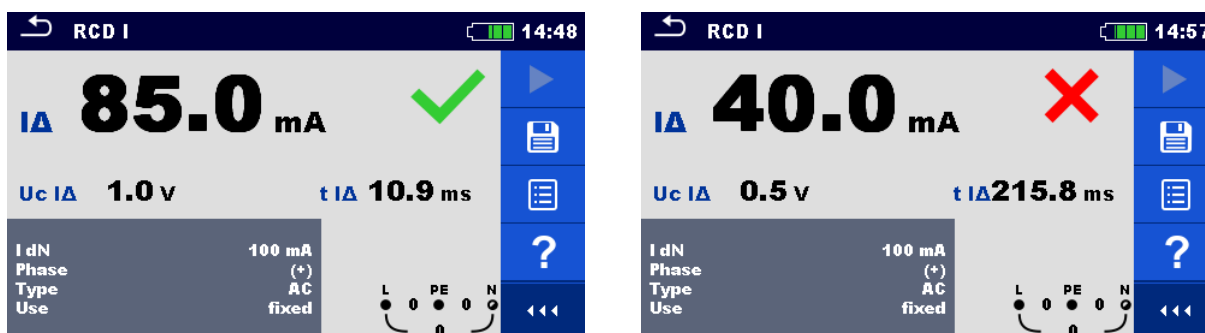 RCD I 14:48
IΔ 85.0 mA
Uc IΔ 1.0 V t IΔ 10.9 ms
I dN 100 mA
Phase (+)
Type AC
Use fixed
L PE N
0 0
0
?
RCD I 14:57
IΔ 40.0 mA
Uc IΔ 0.5 V t IΔ 215.8 ms
I dN 100 mA
Phase (+)
Type AC
Use fixed
L PE N
0 0
0
?